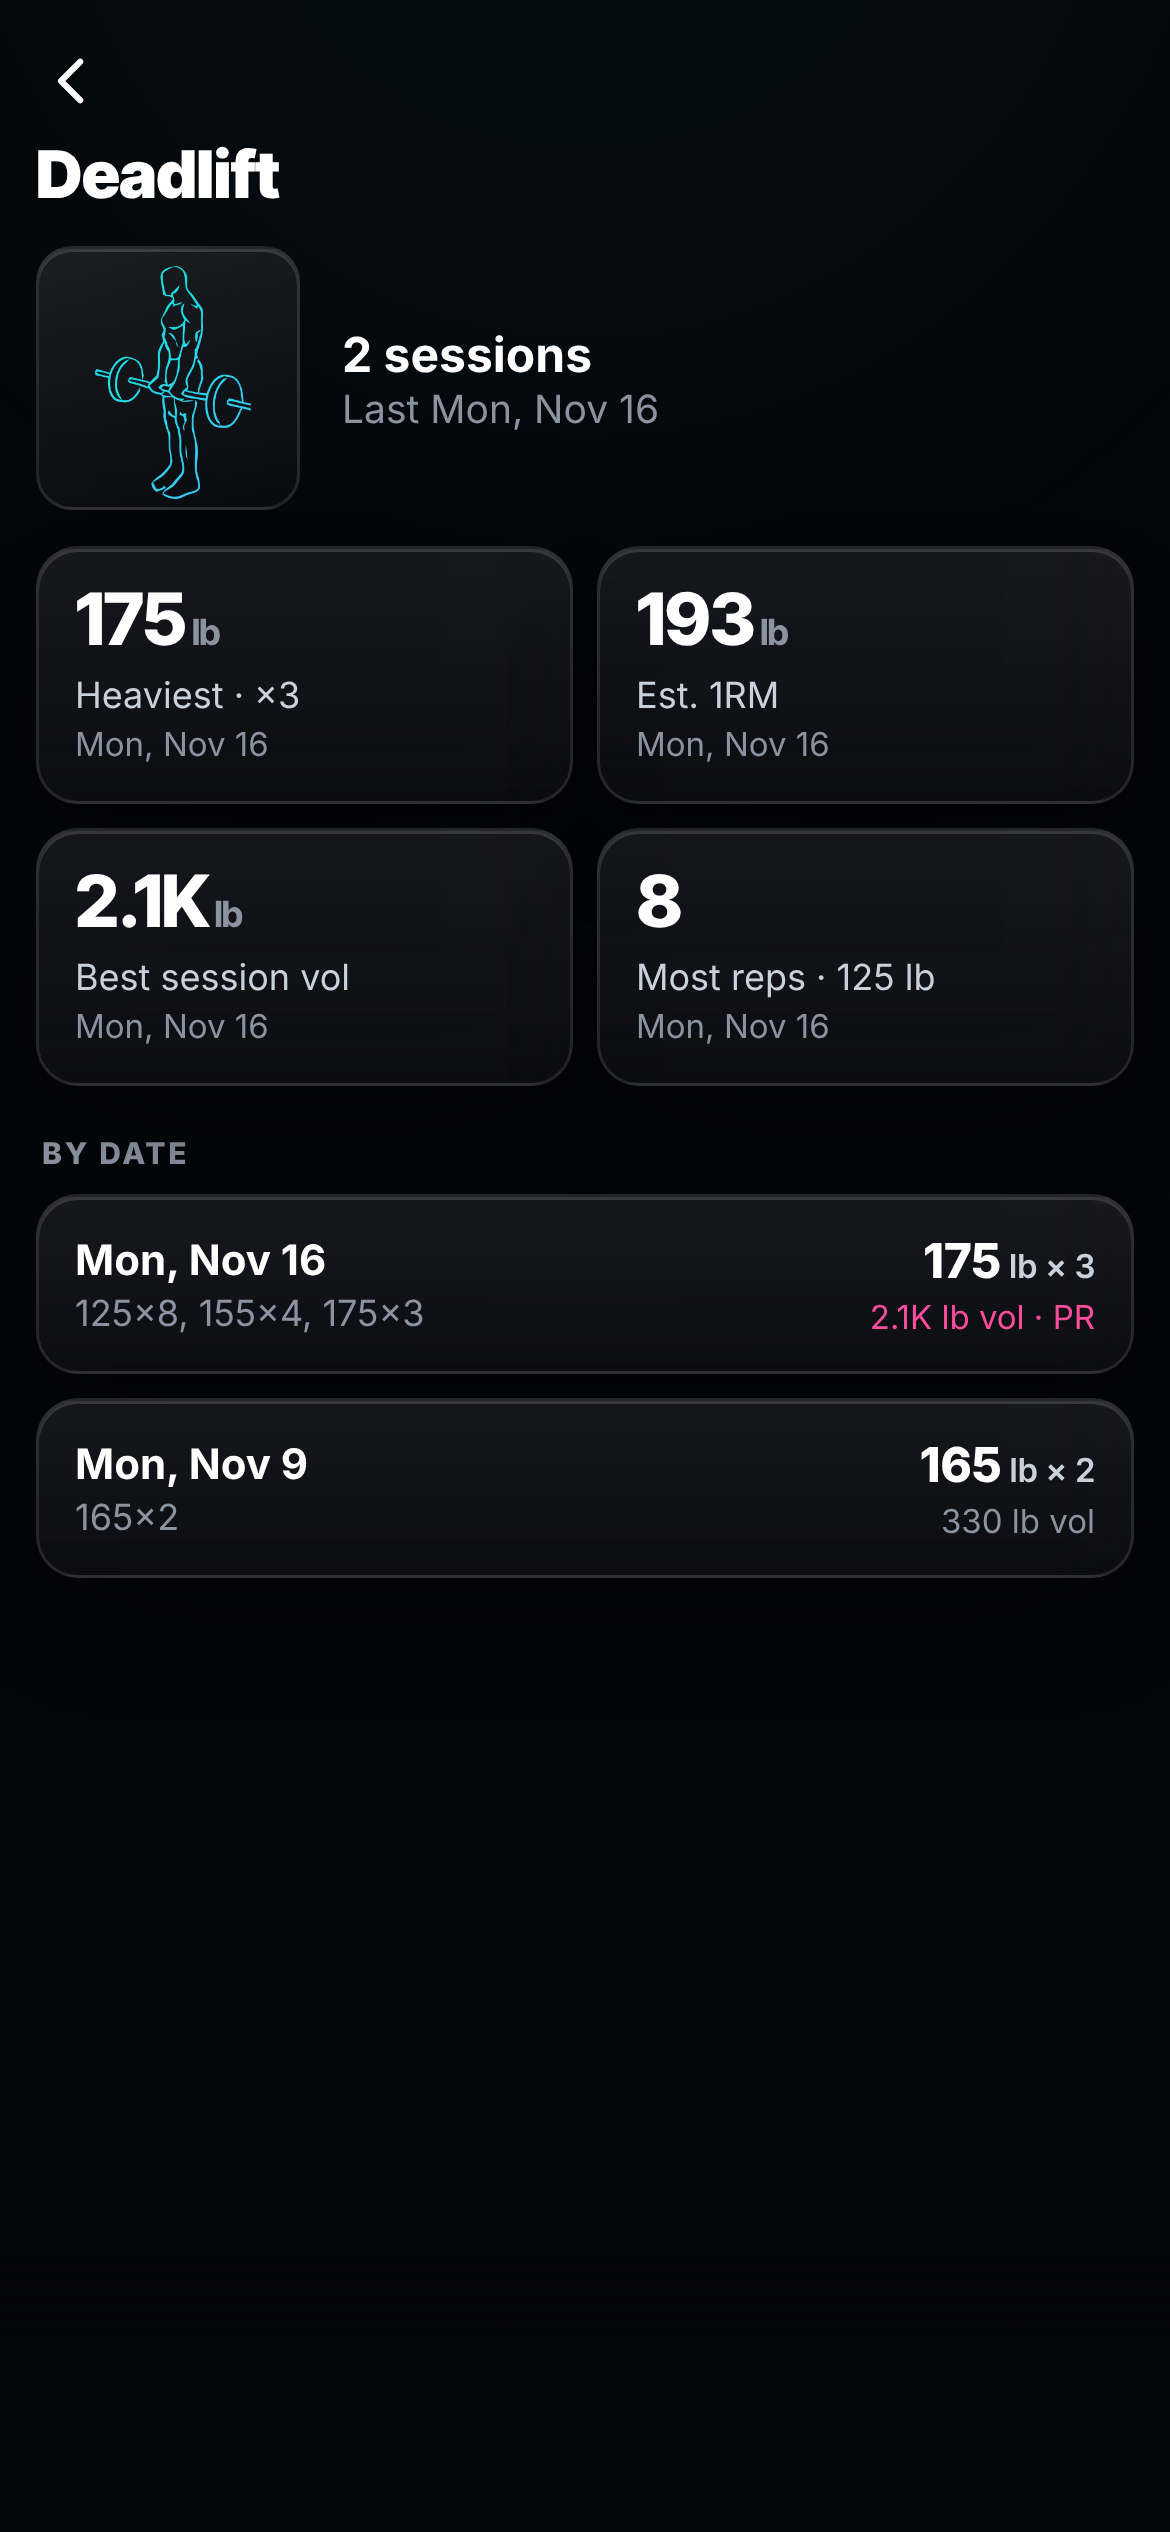 Deadlift
2 sessions
Last Mon, Nov 16
175 lb
Heaviest · ×3
Mon, Nov 16
193 lb
Est. 1RM
Mon, Nov 16
2.1K lb
Best session vol
Mon, Nov 16
8
Most reps · 125 lb
Mon, Nov 16
BY DATE
Mon, Nov 16
125×8, 155×4, 175×3
175 lb × 3
2.1K lb vol · PR
Mon, Nov 9
165×2
165 lb × 2
330 lb vol